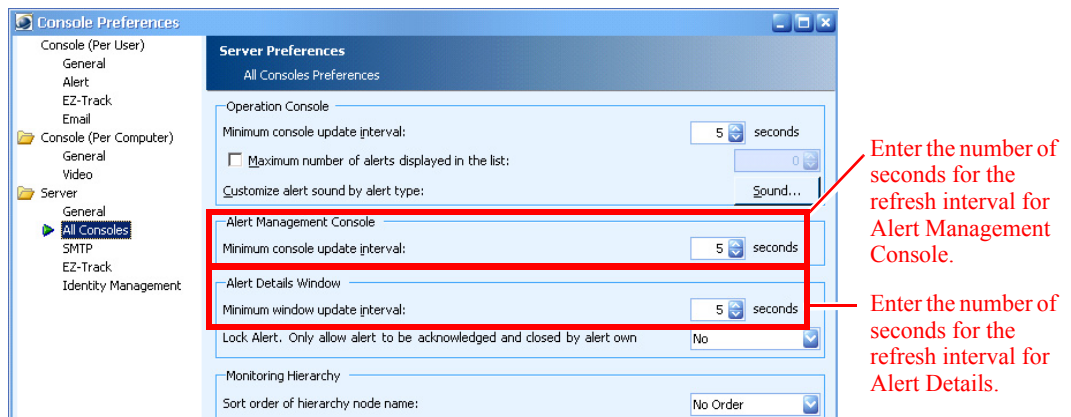 Console Preferences
Console (Per User)
General
Alert
EZ-Track
Email
Console (Per Computer)
General
Video
Server
General
All Consoles
SMTP
EZ-Track
Identity Management
Server Preferences
All Consoles Preferences
Operation Console
Minimum console update interval:
5 seconds
Maximum number of alerts displayed in the list:
0
Customize alert sound by alert type:
Sound...
Alert Management Console
Minimum console update interval:
5 seconds
Alert Details Window
Minimum window update interval:
5 seconds
Lock Alert. Only allow alert to be acknowledged and closed by alert own
No
Monitoring Hierarchy
Sort order of hierarchy node name:
No Order
Enter the number of
seconds for the
refresh interval for
Alert Management
Console.
Enter the number of
seconds for the
refresh interval for
Alert Details.